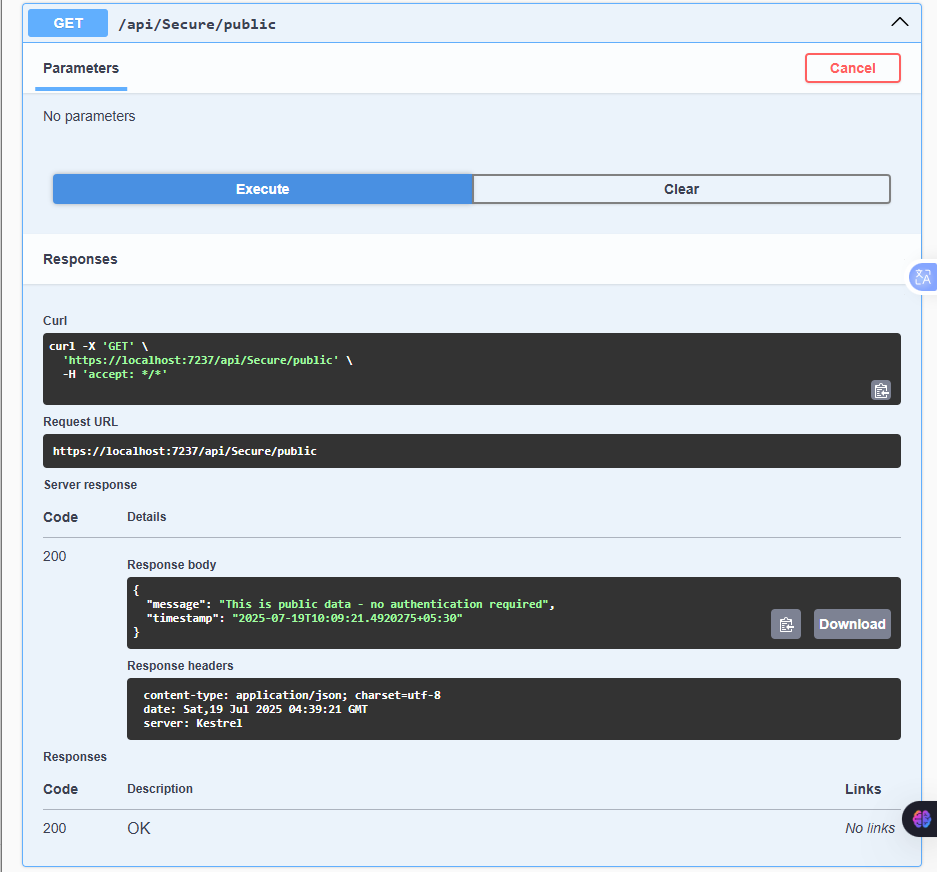 GET /api/Secure/public
Parameters
Cancel
No parameters
Execute
Clear
Responses
Curl
curl -X 'GET' \
  'https://localhost:7237/api/Secure/public' \
  -H 'accept: */*'
Request URL
https://localhost:7237/api/Secure/public
Server response
Code Details
200
Response body
{
  "message": "This is public data - no authentication required",
  "timestamp": "2025-07-19T10:09:21.4920275+05:30"
}
Download
Response headers
content-type: application/json; charset=utf-8
date: Sat,19 Jul 2025 04:39:21 GMT
server: Kestrel
Responses
Code Description Links
200 OK No links